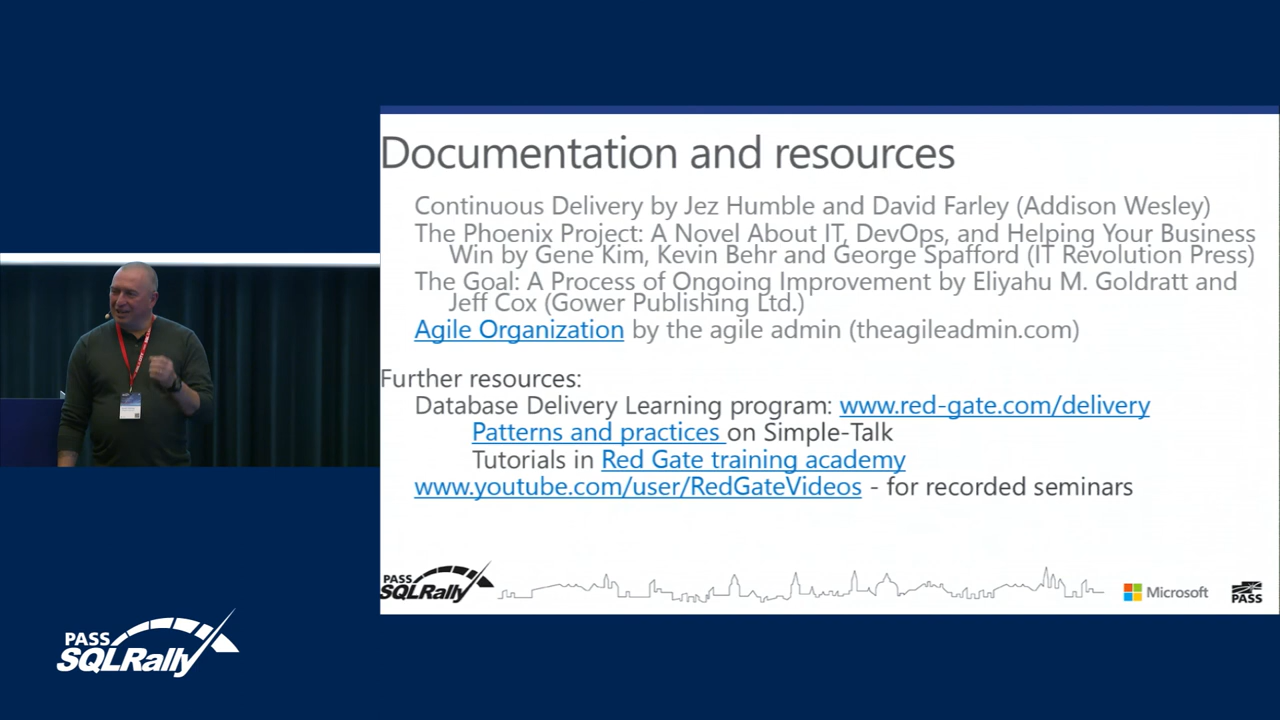 Documentation and resources
Continuous Delivery by Jez Humble and David Farley (Addison Wesley)
The Phoenix Project: A Novel About IT, DevOps, and Helping Your Business
Win by Gene Kim, Kevin Behr and George Spafford (IT Revolution Press)
The Goal: A Process of Ongoing Improvement by Eliyahu M. Goldratt and
Jeff Cox (Gower Publishing Ltd.)
Agile Organization by the agile admin (theagileadmin.com)
Further resources:
Database Delivery Learning program: www.red-gate.com/delivery
Patterns and practices on Simple-Talk
Tutorials in Red Gate training academy
www.youtube.com/user/RedGateVideos - for recorded seminars
PASS
SQLRally
Microsoft
PASS
PASS
SQLRally